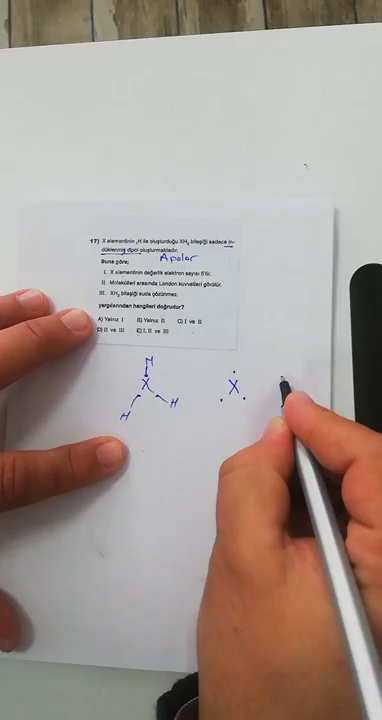 17) X elementinin ₁H ile oluşturduğu XH₃ bileşiği sadece in-
düklenmiş dipol oluşturmaktadır.
Apolar
Buna göre;
I. X elementinin değerlik elektron sayısı 5'tir.
II. Molekülleri arasında London kuvvetleri görülür.
III. XH₃ bileşiği suda çözünmez.
yargılarından hangileri doğrudur?
A) Yalnız I B) Yalnız II C) I ve II
D) II ve III E) I, II ve III
H
X
H H
X